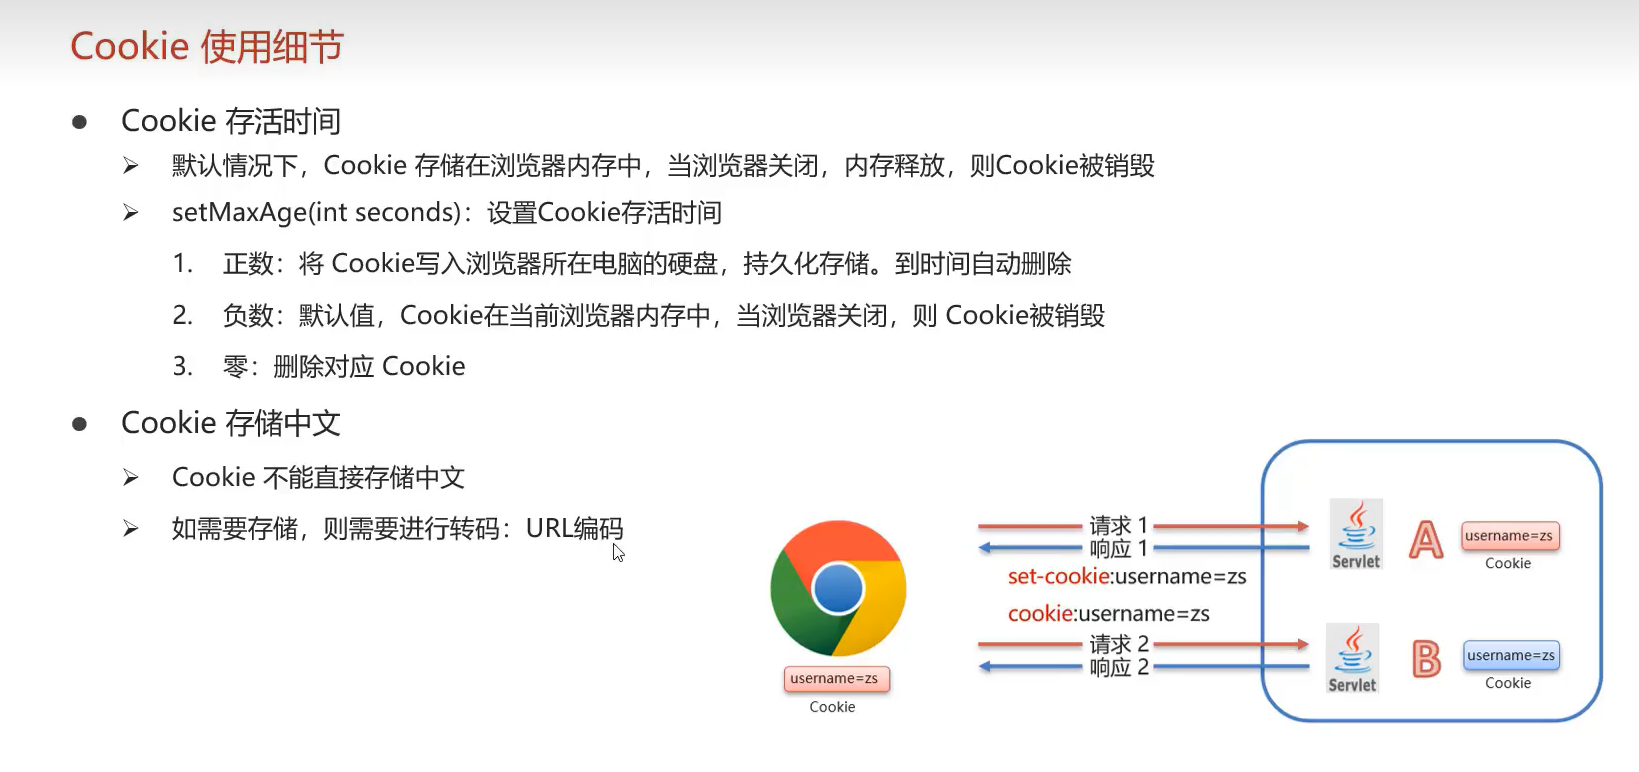 Cookie 使用细节
● Cookie 存活时间
➢ 默认情况下，Cookie 存储在浏览器内存中，当浏览器关闭，内存释放，则Cookie被销毁
➢ setMaxAge(int seconds)：设置Cookie存活时间
1. 正数：将 Cookie写入浏览器所在电脑的硬盘，持久化存储。到时间自动删除
2. 负数：默认值，Cookie在当前浏览器内存中，当浏览器关闭，则 Cookie被销毁
3. 零：删除对应 Cookie
● Cookie 存储中文
➢ Cookie 不能直接存储中文
➢ 如需要存储，则需要进行转码：URL编码
username=zs
Cookie
请求 1
响应 1
set-cookie:username=zs
cookie:username=zs
请求 2
响应 2
Servlet
A
username=zs
Cookie
Servlet
B
username=zs
Cookie